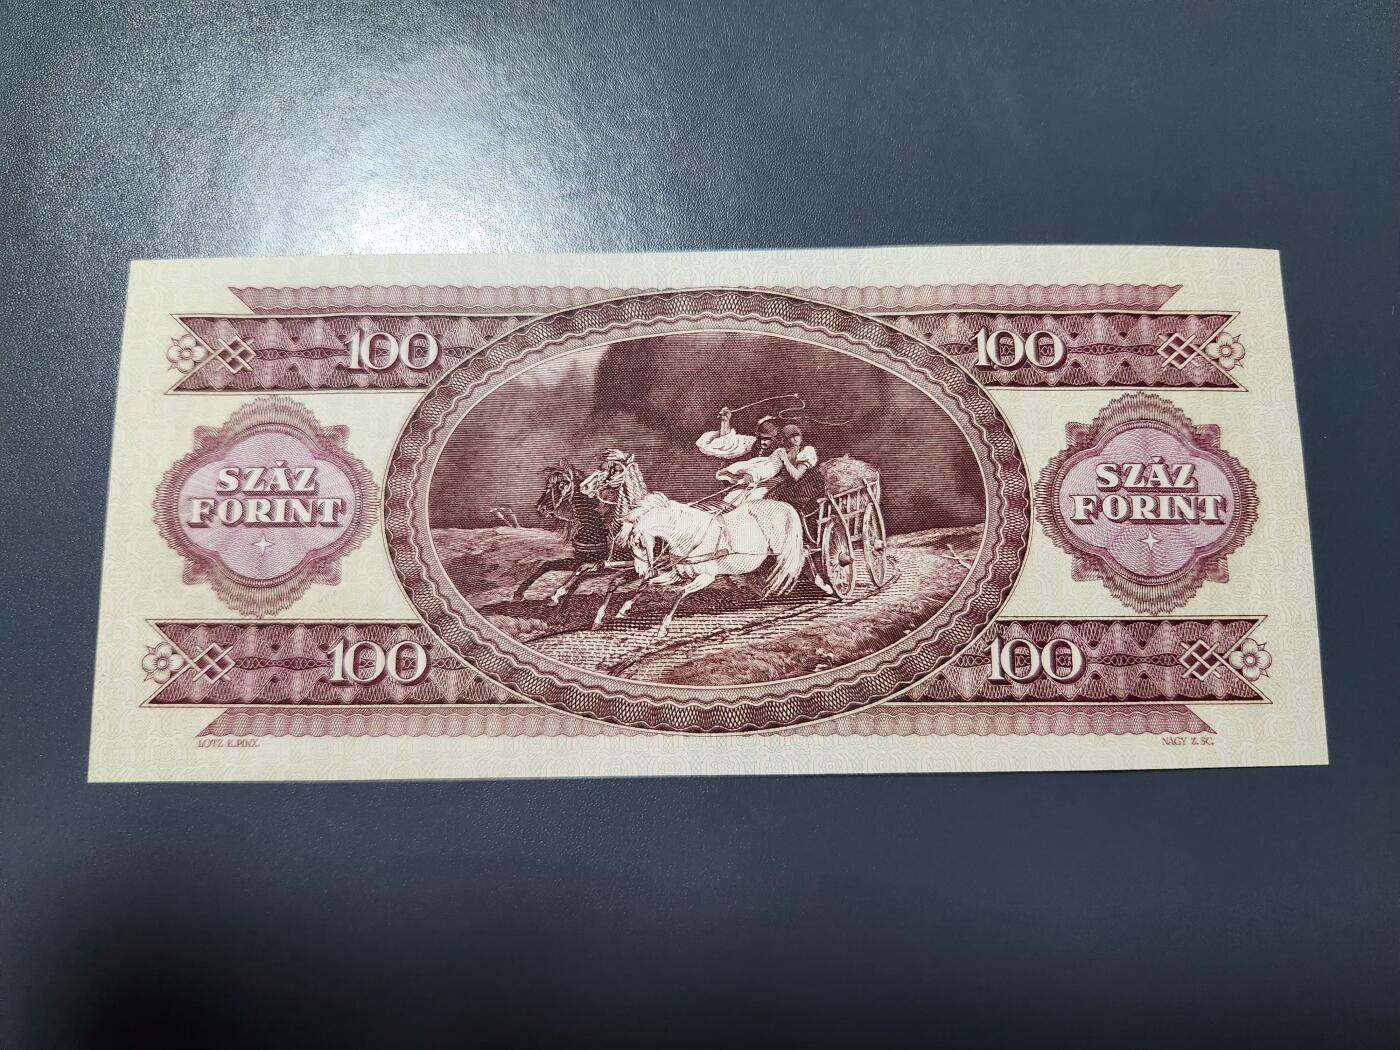 100
100
SZÁZ
FORINT
SZÁZ
FORINT
100
100
LOTZ K. PINX.
NAGY Z. SC.